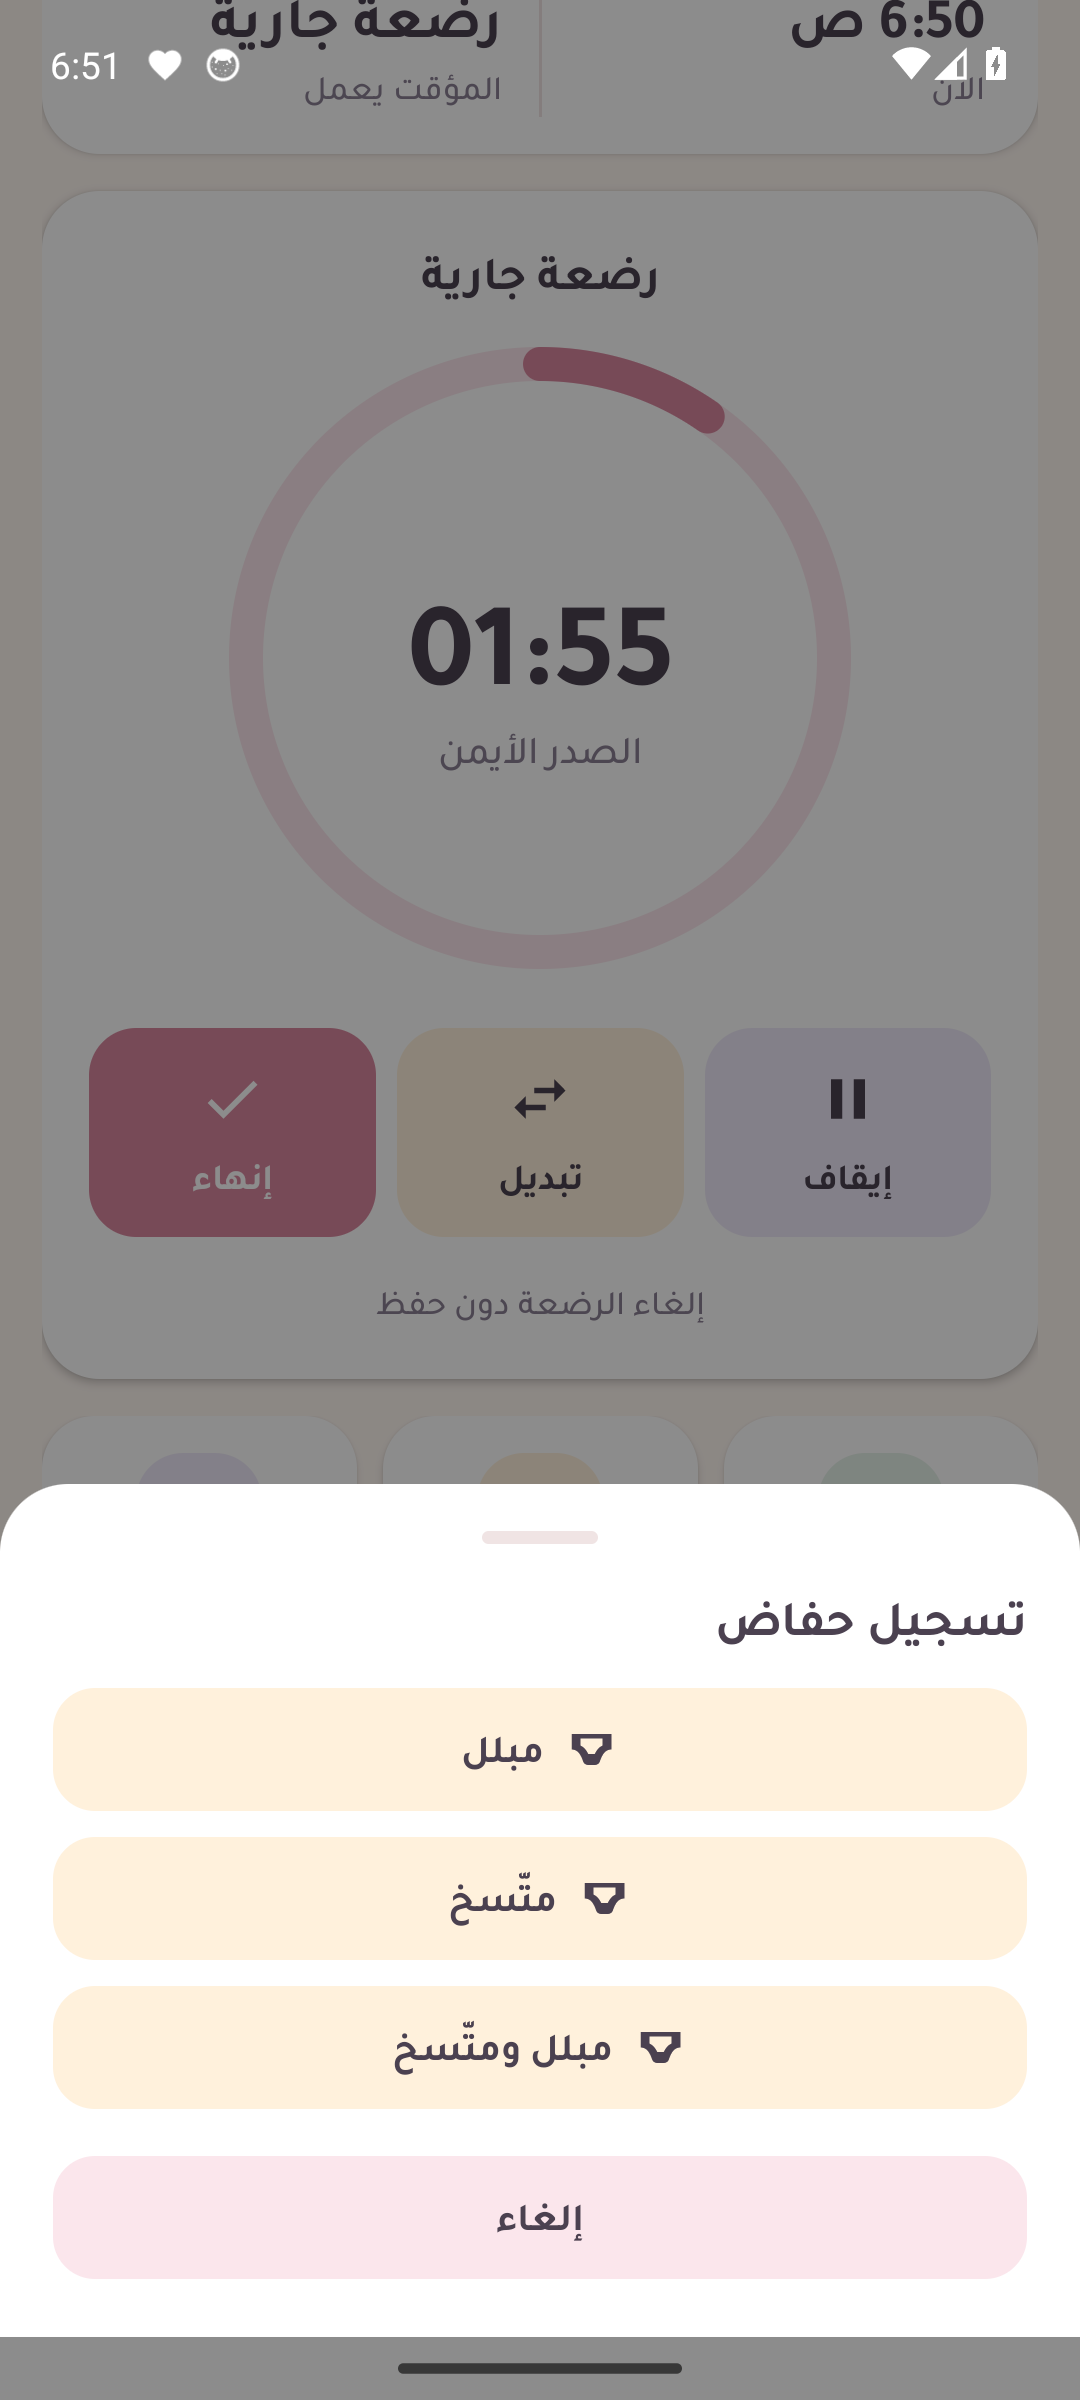 6:51
6:50 ص
الآن
رضعة جارية
المؤقت يعمل
رضعة جارية
01:55
الصدر الأيمن
إيقاف
تبديل
إنهاء
إلغاء الرضعة دون حفظ
تسجيل حفاض
مبلل
متّسخ
مبلل ومتّسخ
إلغاء